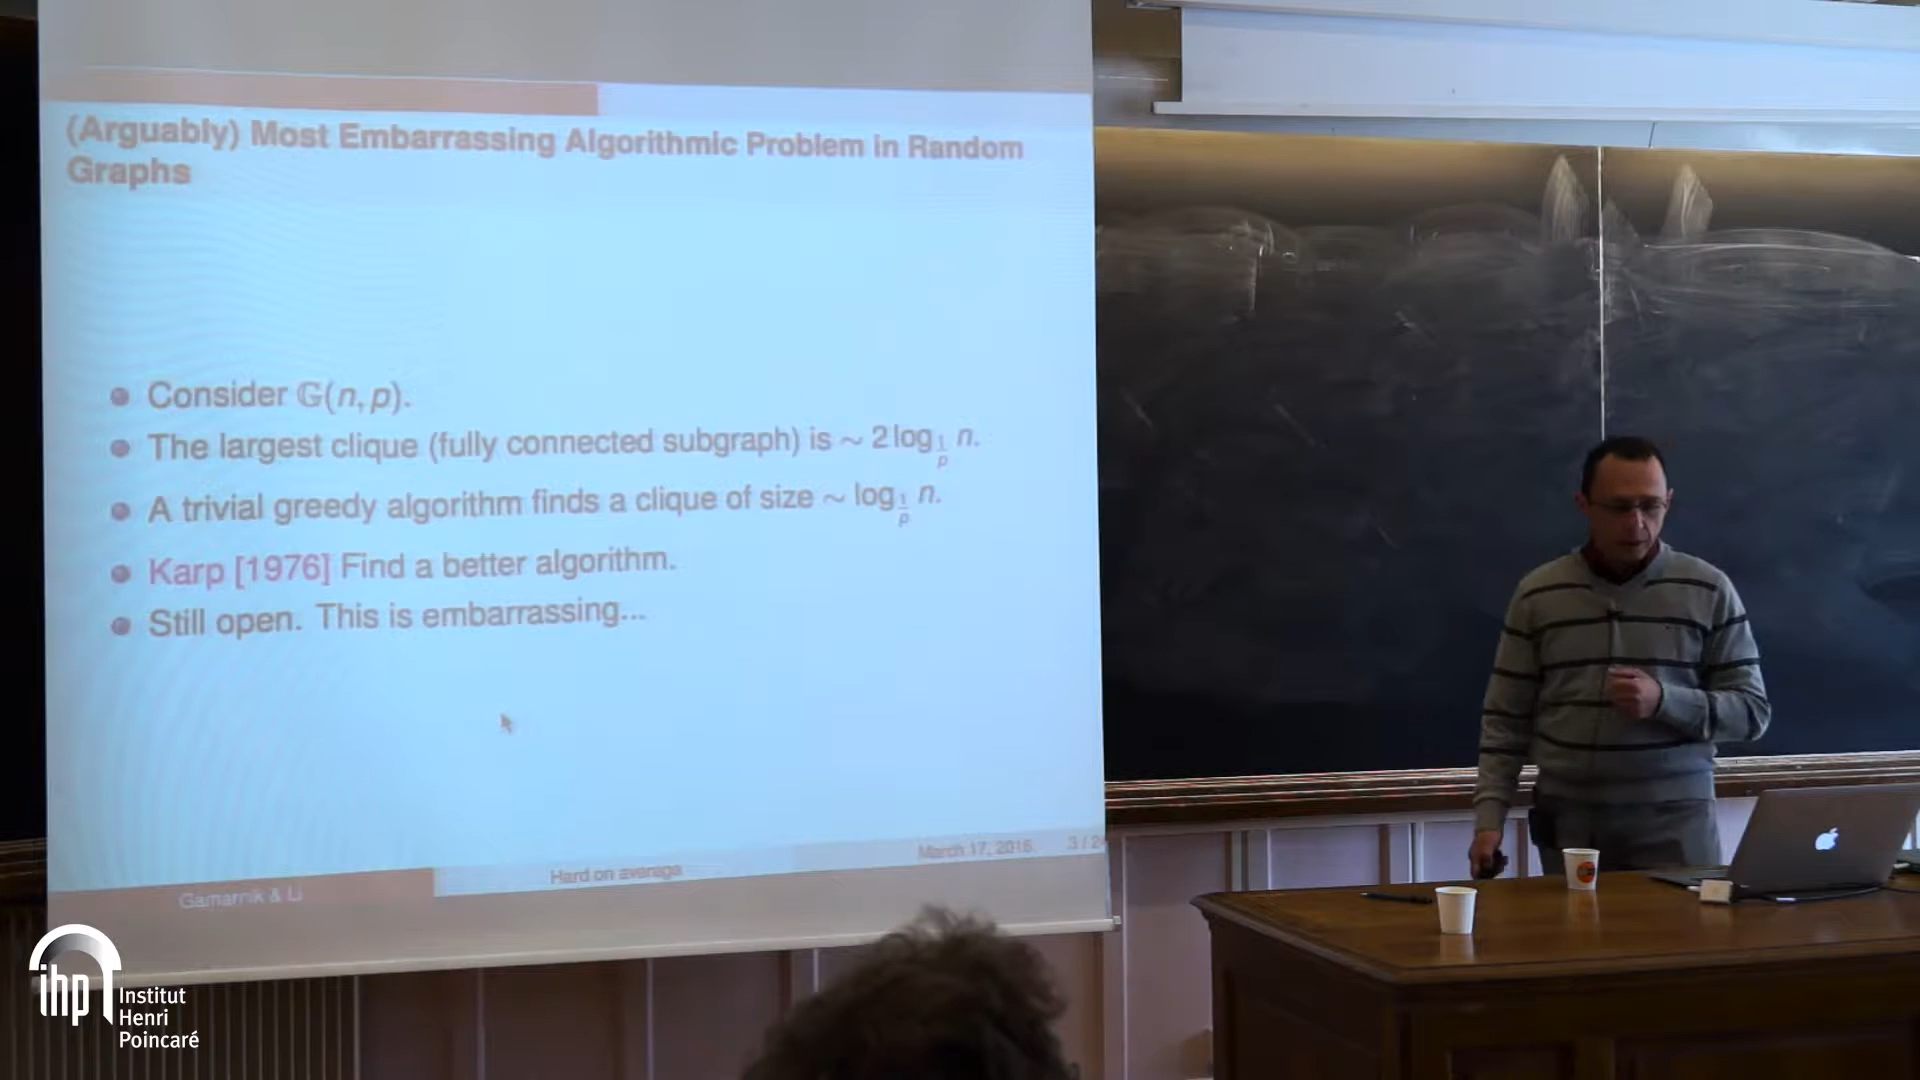 (Arguably) Most Embarrassing Algorithmic Problem in Random
Graphs
Consider 𝔾(n, p).
The largest clique (fully connected subgraph) is ~ 2 log_{1/p} n.
A trivial greedy algorithm finds a clique of size ~ log_{1/p} n.
Karp [1976] Find a better algorithm.
Still open. This is embarrassing...
Gamarnik & Li
Hard on average
March 17, 2016
3 / 2
ihp
Institut
Henri
Poincaré